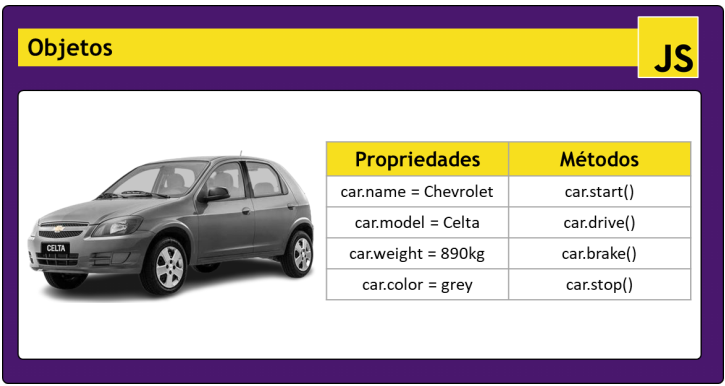 Objetos
JS
Propriedades Métodos
car.name = Chevrolet car.start()
car.model = Celta car.drive()
car.weight = 890kg car.brake()
car.color = grey car.stop()
CELTA